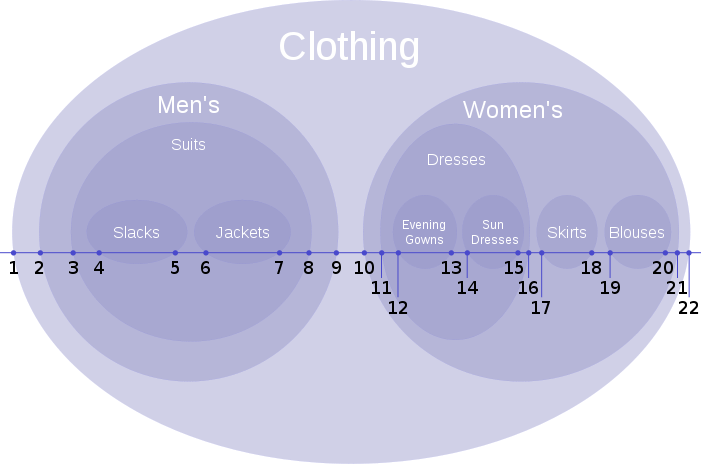 Clothing
Men's
Women's
Suits
Dresses
Slacks
Jackets
Evening
Gowns
Sun
Dresses
Skirts
Blouses
1 2 3 4 5 6 7 8 9 10 13 15 18 20
11 14 16 19 21
12 17 22